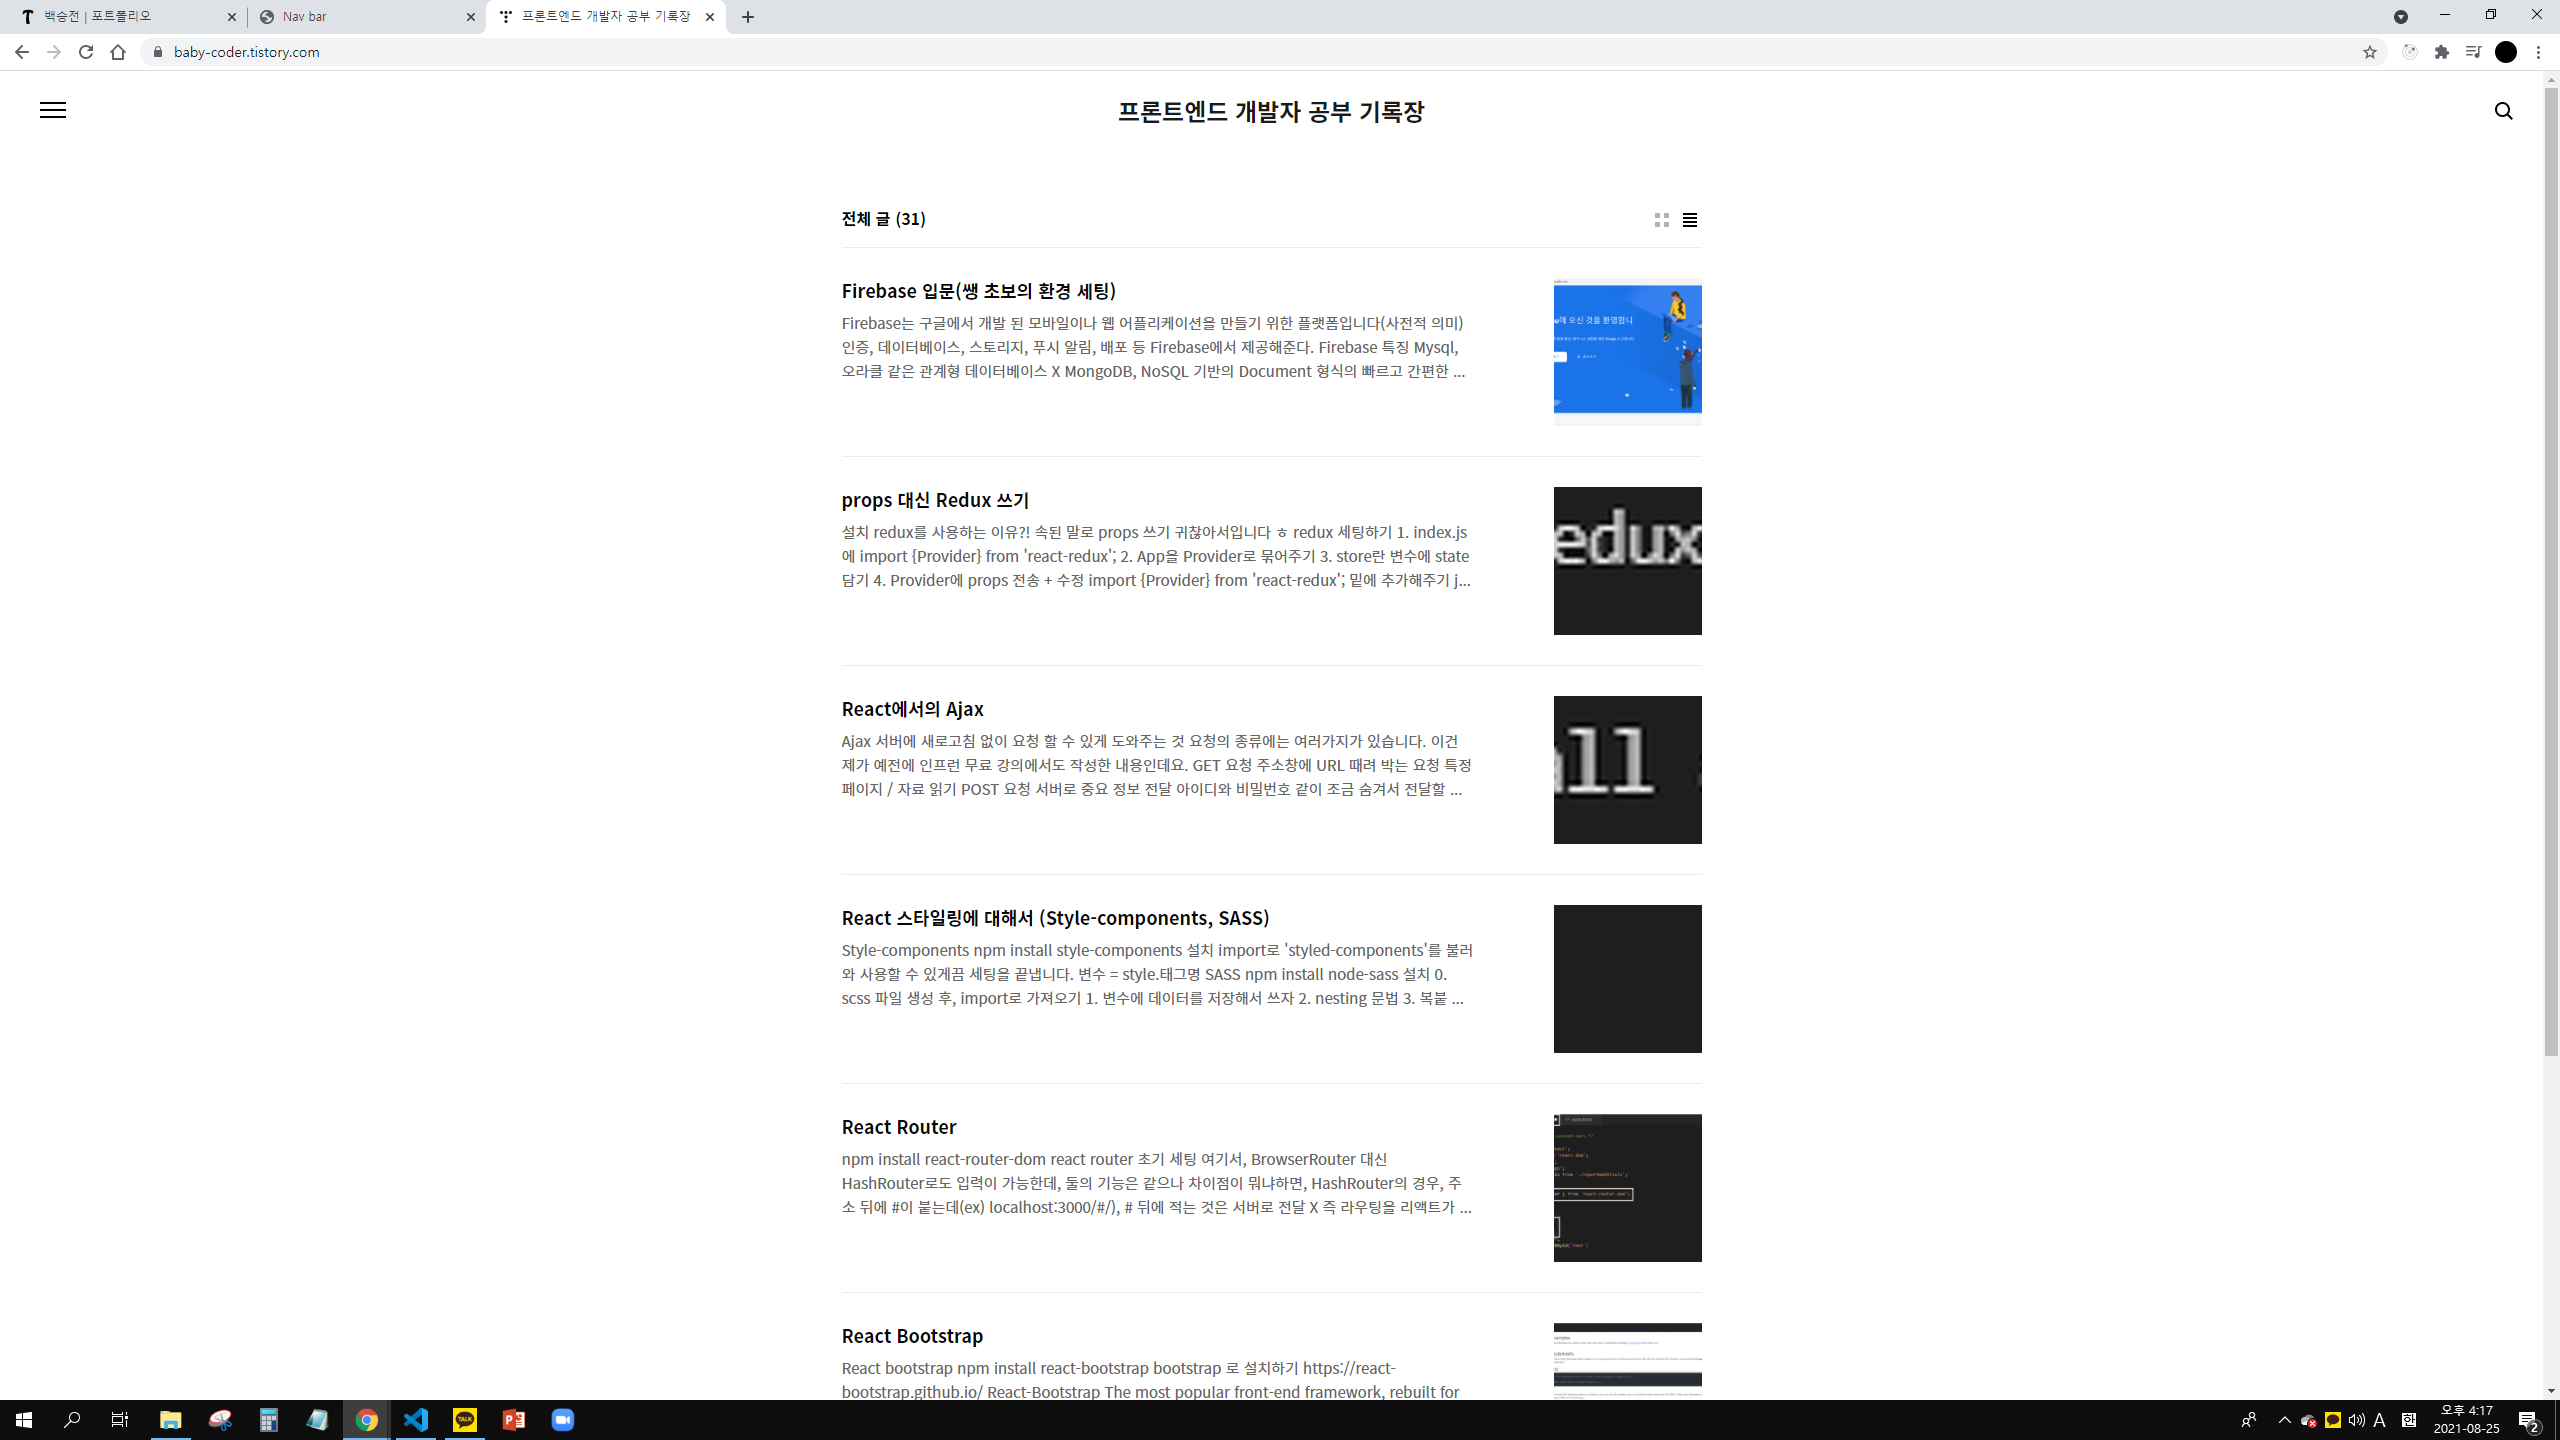 백승전 | 포트폴리오
Nav bar
프론트엔드 개발자 공부 기록장
baby-coder.tistory.com
프론트엔드 개발자 공부 기록장
전체 글 (31)
Firebase 입문(쌩 초보의 환경 세팅)
Firebase는 구글에서 개발 된 모바일이나 웹 어플리케이션을 만들기 위한 플랫폼입니다(사전적 의미)
인증, 데이터베이스, 스토리지, 푸시 알림, 배포 등 Firebase에서 제공해준다. Firebase 특징 Mysql,
오라클 같은 관계형 데이터베이스 X MongoDB, NoSQL 기반의 Document 형식의 빠르고 간편한 ...
props 대신 Redux 쓰기
설치 redux를 사용하는 이유?! 속된 말로 props 쓰기 귀찮아서입니다 ㅎ redux 세팅하기 1. index.js
에 import {Provider} from 'react-redux'; 2. App을 Provider로 묶어주기 3. store란 변수에 state
담기 4. Provider에 props 전송 + 수정 import {Provider} from 'react-redux'; 밑에 추가해주기 j...
edux
React에서의 Ajax
Ajax 서버에 새로고침 없이 요청 할 수 있게 도와주는 것 요청의 종류에는 여러가지가 있습니다. 이건
제가 예전에 인프런 무료 강의에서도 작성한 내용인데요. GET 요청 주소창에 URL 때려 박는 요청 특정
페이지 / 자료 읽기 POST 요청 서버로 중요 정보 전달 아이디와 비밀번호 같이 조금 숨겨서 전달할 ...
all
React 스타일링에 대해서 (Style-components, SASS)
Style-components npm install style-components 설치 import로 'styled-components'를 불러
와 사용할 수 있게끔 세팅을 끝냅니다. 변수 = style.태그명 SASS npm install node-sass 설치 0.
scss 파일 생성 후, import로 가져오기 1. 변수에 데이터를 저장해서 쓰자 2. nesting 문법 3. 복붙 ...
React Router
npm install react-router-dom react router 초기 세팅 여기서, BrowserRouter 대신
HashRouter로도 입력이 가능한데, 둘의 기능은 같으나 차이점이 뭐냐하면, HashRouter의 경우, 주
소 뒤에 #이 붙는데(ex) localhost:3000/#/), # 뒤에 적는 것은 서버로 전달 X 즉 라우팅을 리액트가 ...
React Bootstrap
React bootstrap npm install react-bootstrap bootstrap 로 설치하기 https://react-
bootstrap.github.io/ React-Bootstrap The most popular front-end framework, rebuilt for
TALK
A
한
오후 4:17
2021-08-25
2